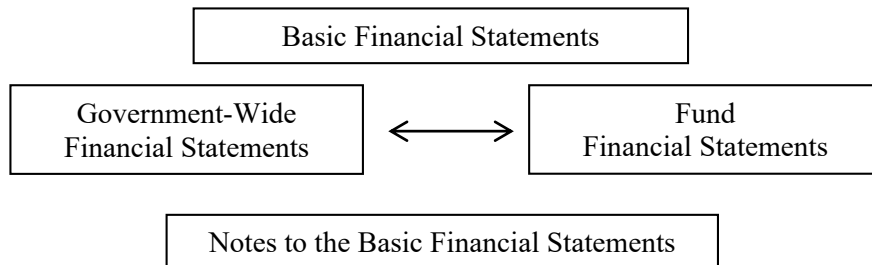 Basic Financial Statements
Government-Wide
Financial Statements
Fund
Financial Statements
Notes to the Basic Financial Statements